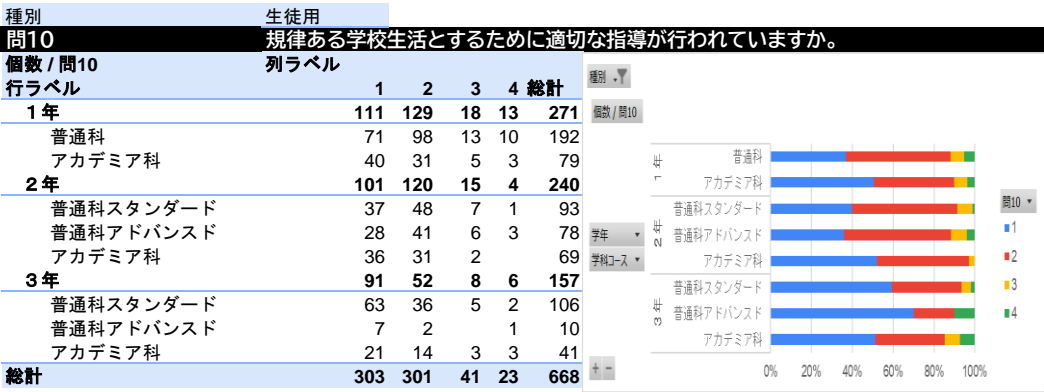 種別 生徒用
問10 規律ある学校生活とするために適切な指導が行われていますか。
個数 / 問10 列ラベル
行ラベル 1 2 3 4 総計
１年 111 129 18 13 271
普通科 71 98 13 10 192
アカデミア科 40 31 5 3 79
２年 101 120 15 4 240
普通科スタンダード 37 48 7 1 93
普通科アドバンスド 28 41 6 3 78
アカデミア科 36 31 2 69
３年 91 52 8 6 157
普通科スタンダード 63 36 5 2 106
普通科アドバンスド 7 2 1 10
アカデミア科 21 14 3 3 41
総計 303 301 41 23 668
種別
個数 / 問10
学年
学科コース
１年
普通科
アカデミア科
２年
普通科スタンダード
普通科アドバンスド
アカデミア科
３年
普通科スタンダード
普通科アドバンスド
アカデミア科
0% 20% 40% 60% 80% 100%
問10
1
2
3
4
+ -